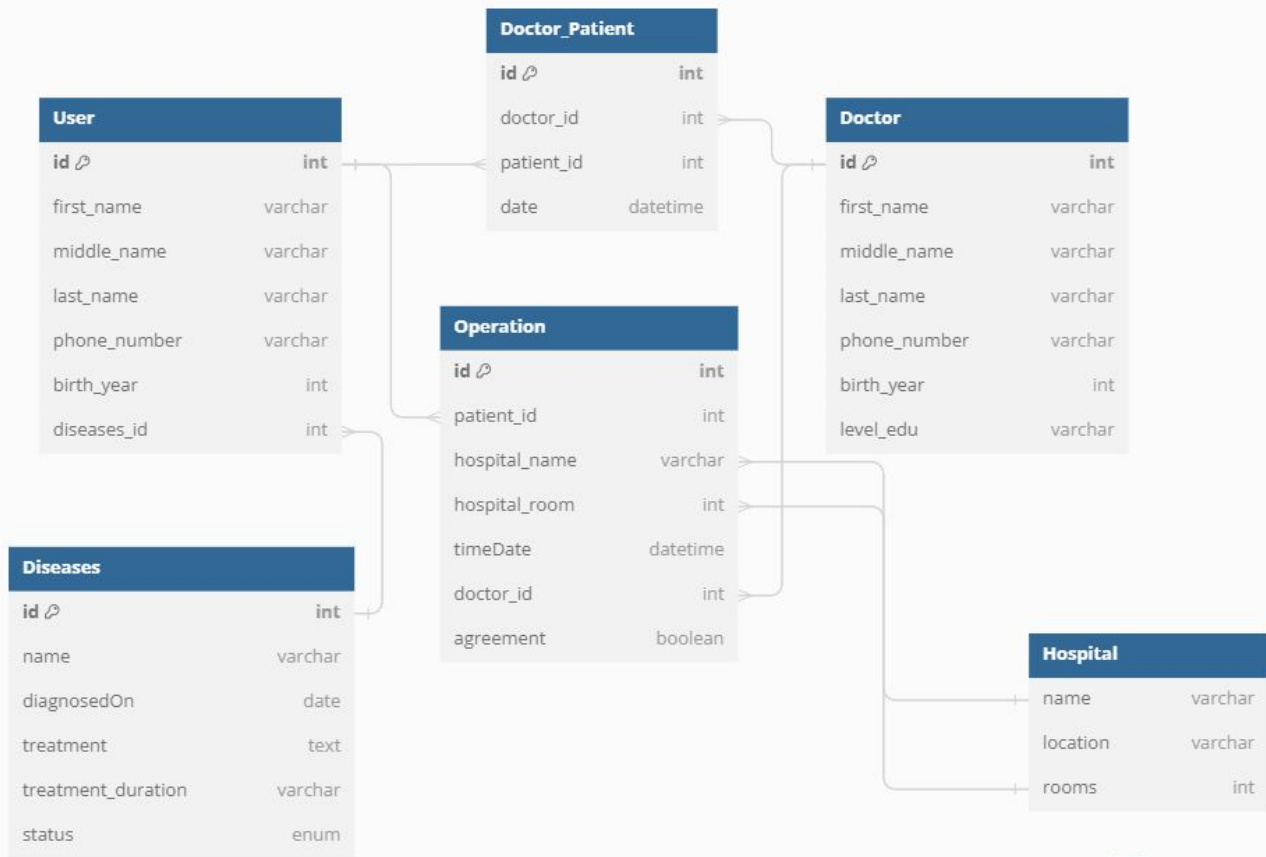 Doctor_Patient
id int
doctor_id int
patient_id int
date datetime
User
id int
first_name varchar
middle_name varchar
last_name varchar
phone_number varchar
birth_year int
diseases_id int
Doctor
id int
first_name varchar
middle_name varchar
last_name varchar
phone_number varchar
birth_year int
level_edu varchar
Operation
id int
patient_id int
hospital_name varchar
hospital_room int
timeDate datetime
doctor_id int
agreement boolean
Diseases
id int
name varchar
diagnosedOn date
treatment text
treatment_duration varchar
status enum
Hospital
name varchar
location varchar
rooms int